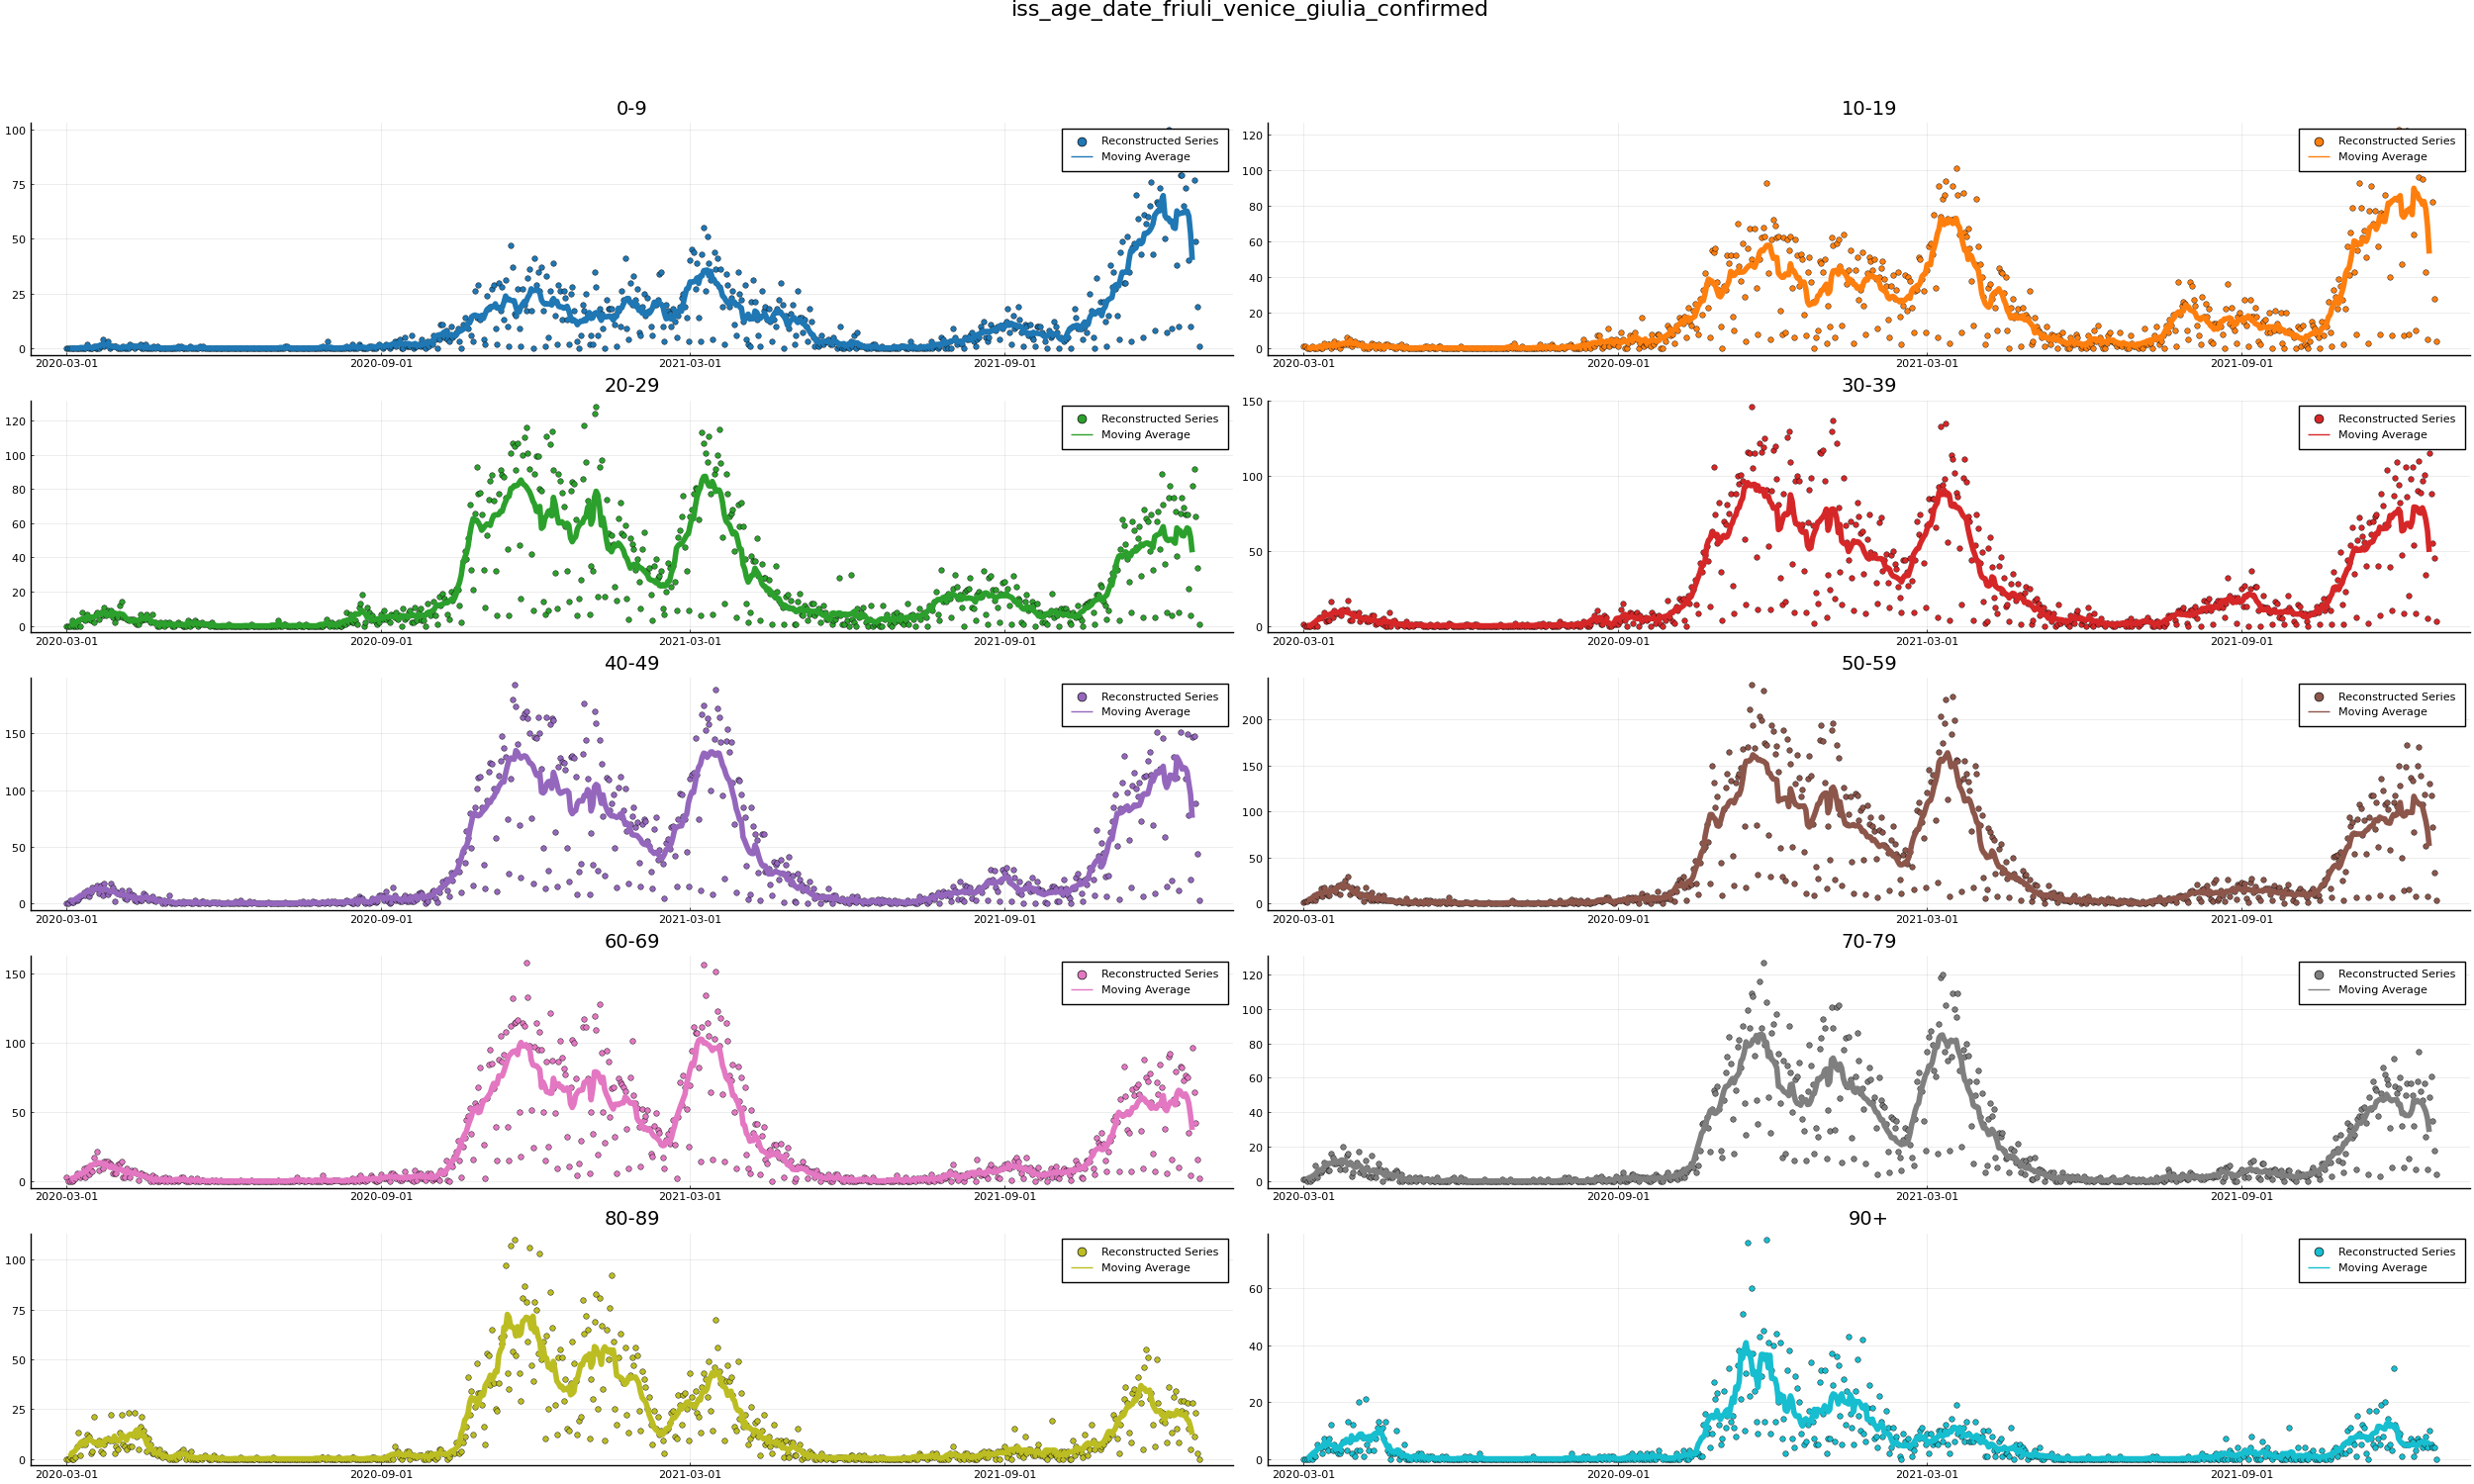 iss_age_date_friuli_venice_giulia_confirmed
0-9
100
75
50
25
0
2020-03-01 2020-09-01 2021-03-01 2021-09-01
Reconstructed Series
Moving Average
10-19
120
100
80
60
40
20
0
2020-03-01 2020-09-01 2021-03-01 2021-09-01
Reconstructed Series
Moving Average
20-29
120
100
80
60
40
20
0
2020-03-01 2020-09-01 2021-03-01 2021-09-01
Reconstructed Series
Moving Average
30-39
150
100
50
0
2020-03-01 2020-09-01 2021-03-01 2021-09-01
Reconstructed Series
Moving Average
40-49
150
100
50
0
2020-03-01 2020-09-01 2021-03-01 2021-09-01
Reconstructed Series
Moving Average
50-59
200
150
100
50
0
2020-03-01 2020-09-01 2021-03-01 2021-09-01
Reconstructed Series
Moving Average
60-69
150
100
50
0
2020-03-01 2020-09-01 2021-03-01 2021-09-01
Reconstructed Series
Moving Average
70-79
120
100
80
60
40
20
0
2020-03-01 2020-09-01 2021-03-01 2021-09-01
Reconstructed Series
Moving Average
80-89
100
75
50
25
0
2020-03-01 2020-09-01 2021-03-01 2021-09-01
Reconstructed Series
Moving Average
90+
60
40
20
0
2020-03-01 2020-09-01 2021-03-01 2021-09-01
Reconstructed Series
Moving Average